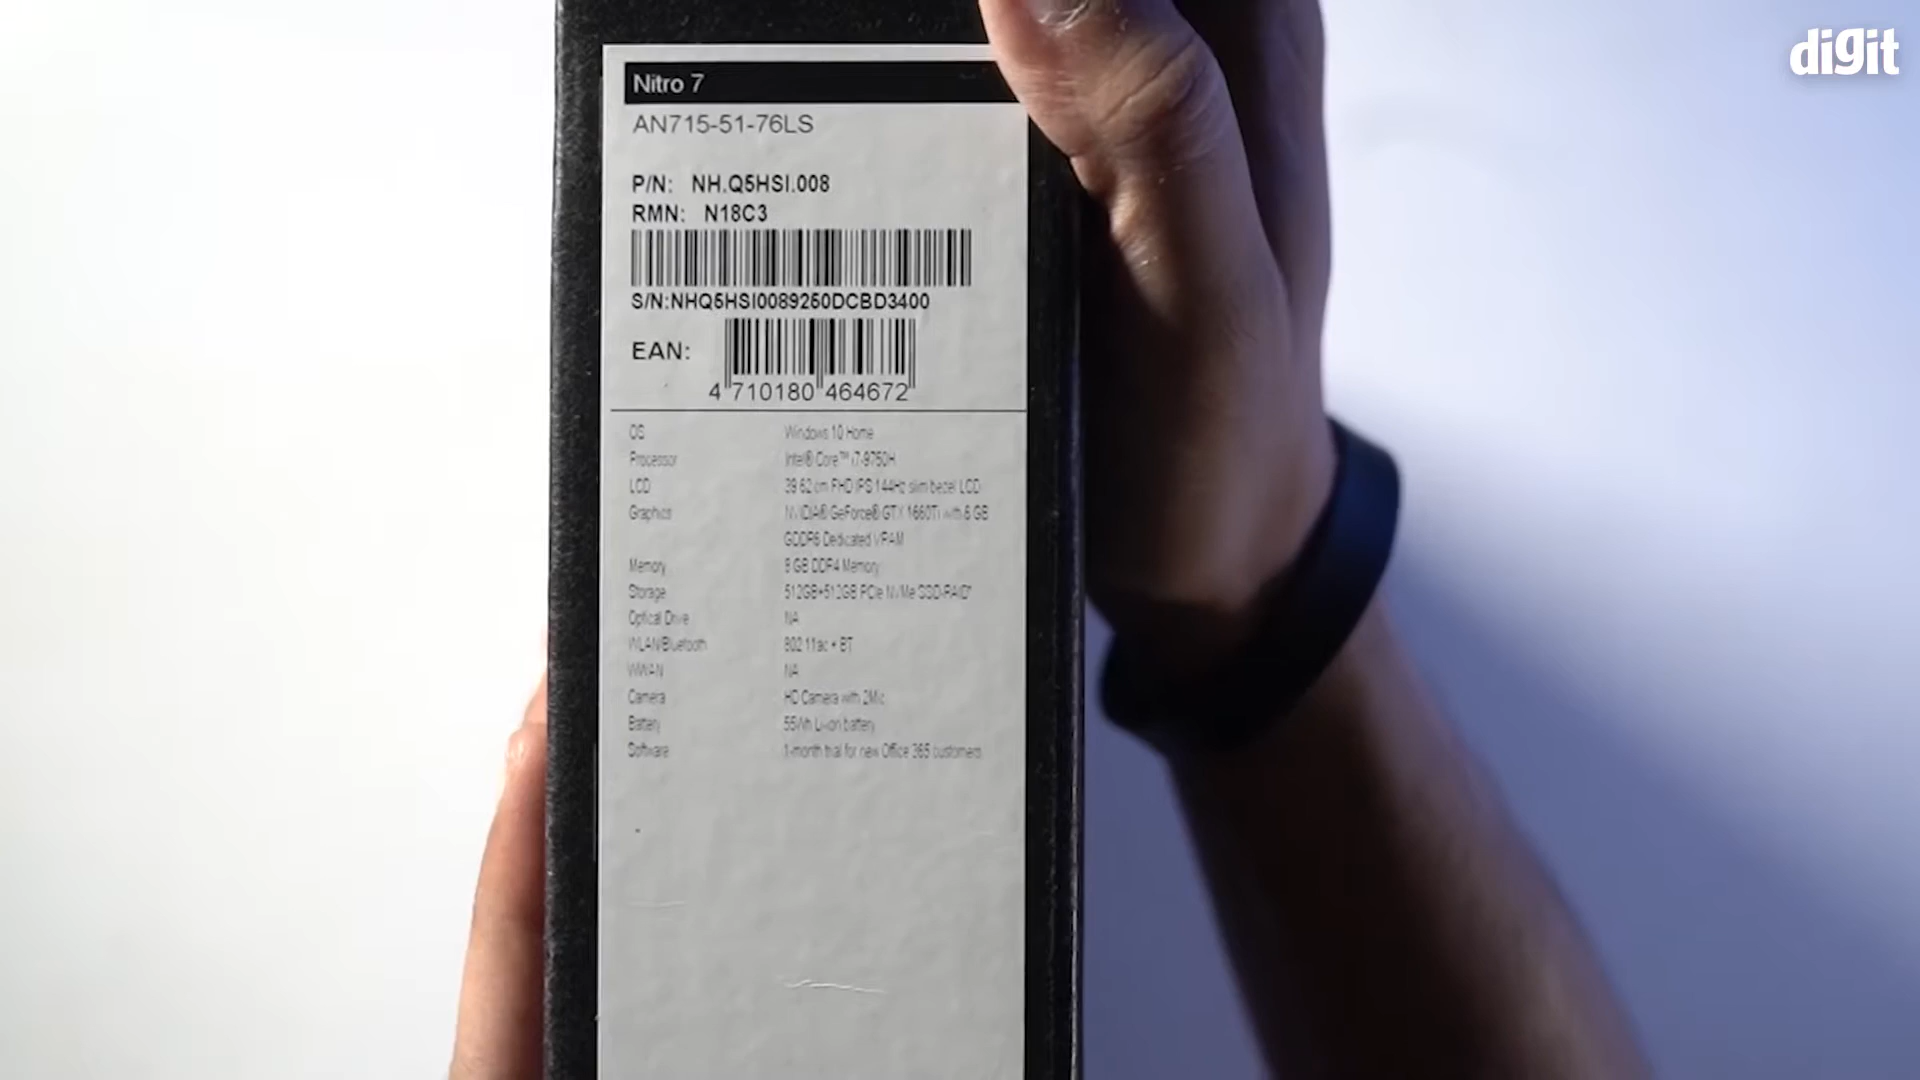 digit
Nitro 7
AN715-51-76LS
P/N: NH.Q5HSI.008
RMN: N18C3
S/N:NHQ5HSI0089250DCBD3400
EAN:
4 710180 464672
OS Windows 10 Home
Processor Intel® Core™ i7-9750H
LCD 39.62 cm FHD IPS 144Hz slim bezel LCD
Graphics NVIDIA® GeForce® GTX 1660Ti with 6 GB
GDDR6 Dedicated VRAM
Memory 8 GB DDR4 Memory
Storage 512GB+512GB PCIe NVMe SSD-RAID*
Optical Drive NA
WLAN/Bluetooth 802.11ac + BT
WWAN NA
Camera HD Camera with 2Mic
Battery 55Wh Li-ion battery
Software 1-month trial for new Office 365 customers